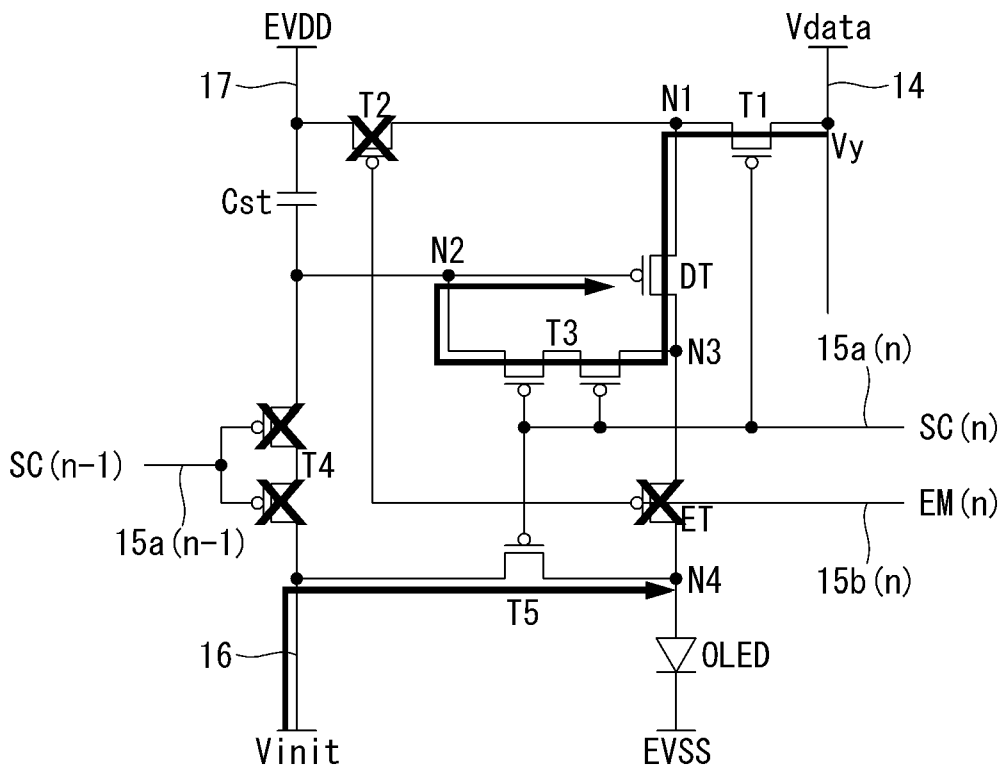 EVDD
Vdata
17
T2
N1
T1
14
Vy
Cst
N2
DT
T3
N3
15a(n)
SC(n)
SC(n-1)
T4
15a(n-1)
EM(n)
ET
15b(n)
T5
N4
16
OLED
Vinit
EVSS